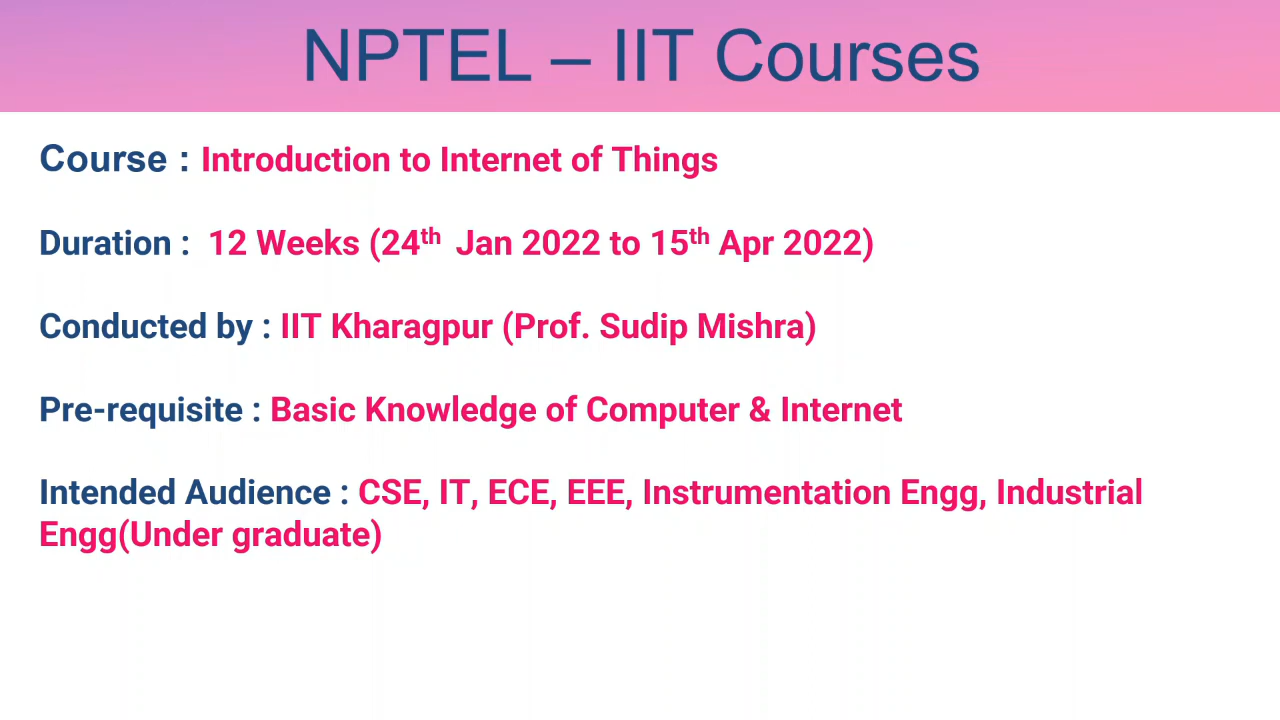 NPTEL – IIT Courses
Course : Introduction to Internet of Things
Duration : 12 Weeks (24th Jan 2022 to 15th Apr 2022)
Conducted by : IIT Kharagpur (Prof. Sudip Mishra)
Pre-requisite : Basic Knowledge of Computer & Internet
Intended Audience : CSE, IT, ECE, EEE, Instrumentation Engg, Industrial
Engg(Under graduate)